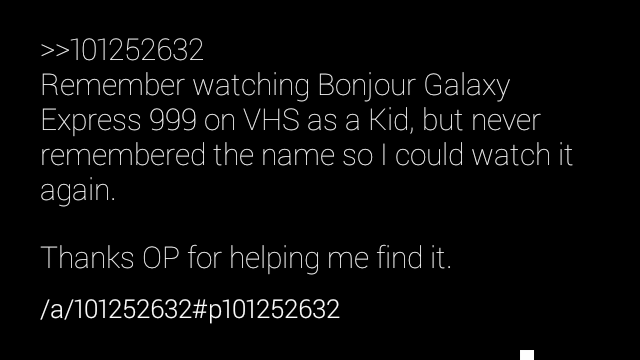 >>101252632
Remember watching Bonjour Galaxy
Express 999 on VHS as a Kid, but never
remembered the name so I could watch it
again.
Thanks OP for helping me find it.
/a/101252632#p101252632